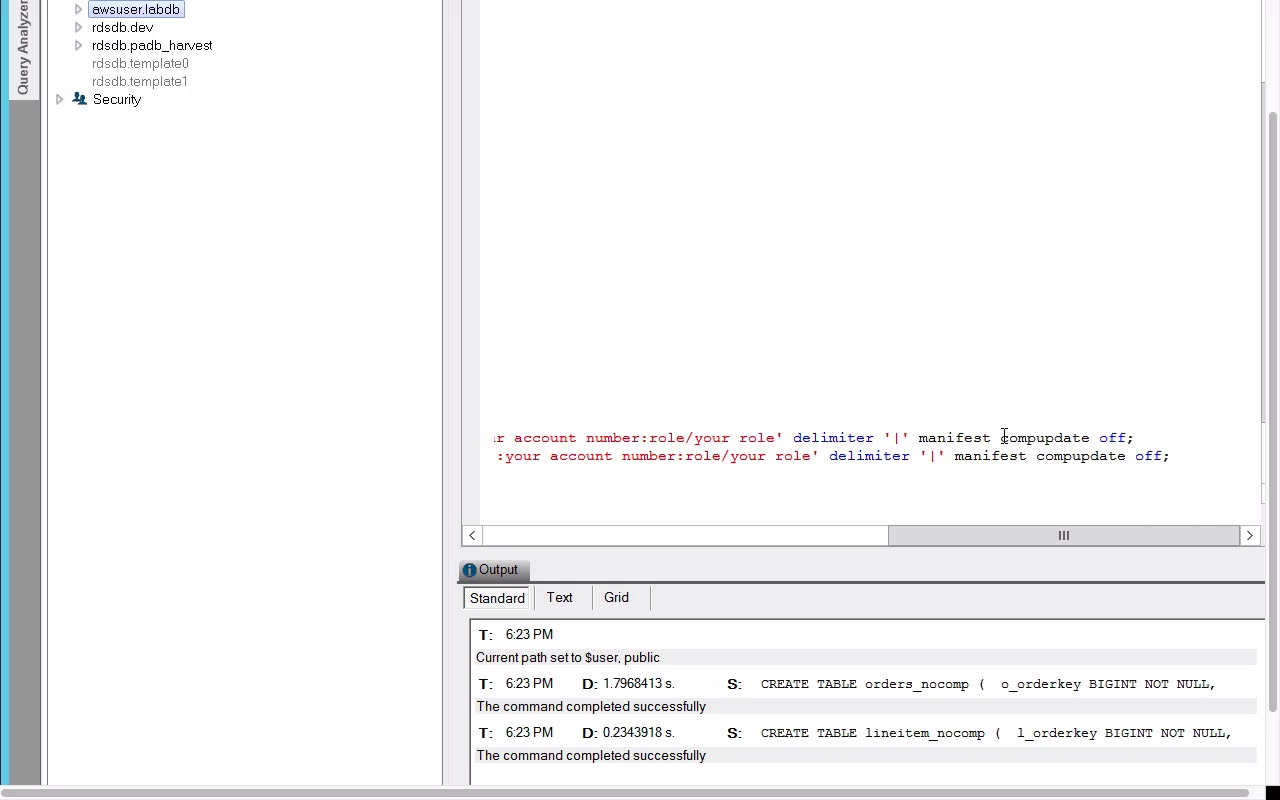 Query Analyzer
awsuser.labdb
rdsdb.dev
rdsdb.padb_harvest
rdsdb.template0
rdsdb.template1
Security
r account number:role/your role' delimiter '|' manifest compupdate off;
:your account number:role/your role' delimiter '|' manifest compupdate off;
Output
Standard Text Grid
T: 6:23 PM
Current path set to $user, public
T: 6:23 PM D: 1.7968413 s. S: CREATE TABLE orders_nocomp ( o_orderkey BIGINT NOT NULL,
The command completed successfully
T: 6:23 PM D: 0.2343918 s. S: CREATE TABLE lineitem_nocomp ( l_orderkey BIGINT NOT NULL,
The command completed successfully